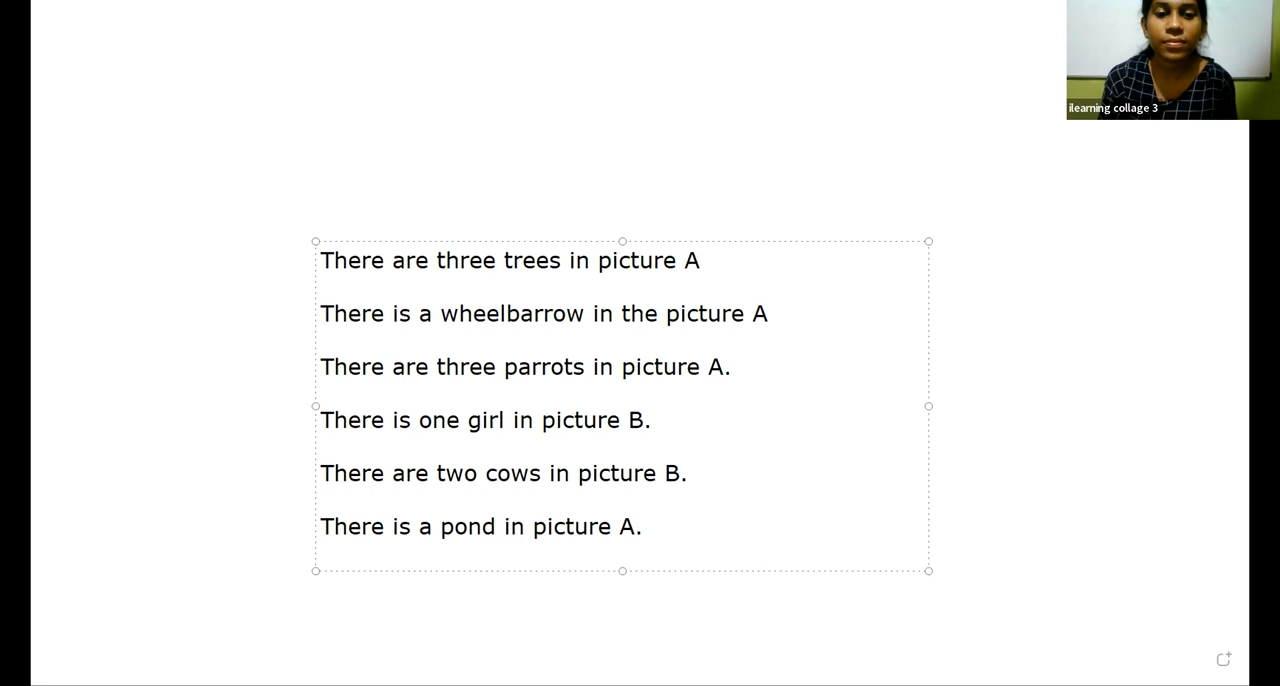 ilearning collage 3
There are three trees in picture A
There is a wheelbarrow in the picture A
There are three parrots in picture A.
There is one girl in picture B.
There are two cows in picture B.
There is a pond in picture A.